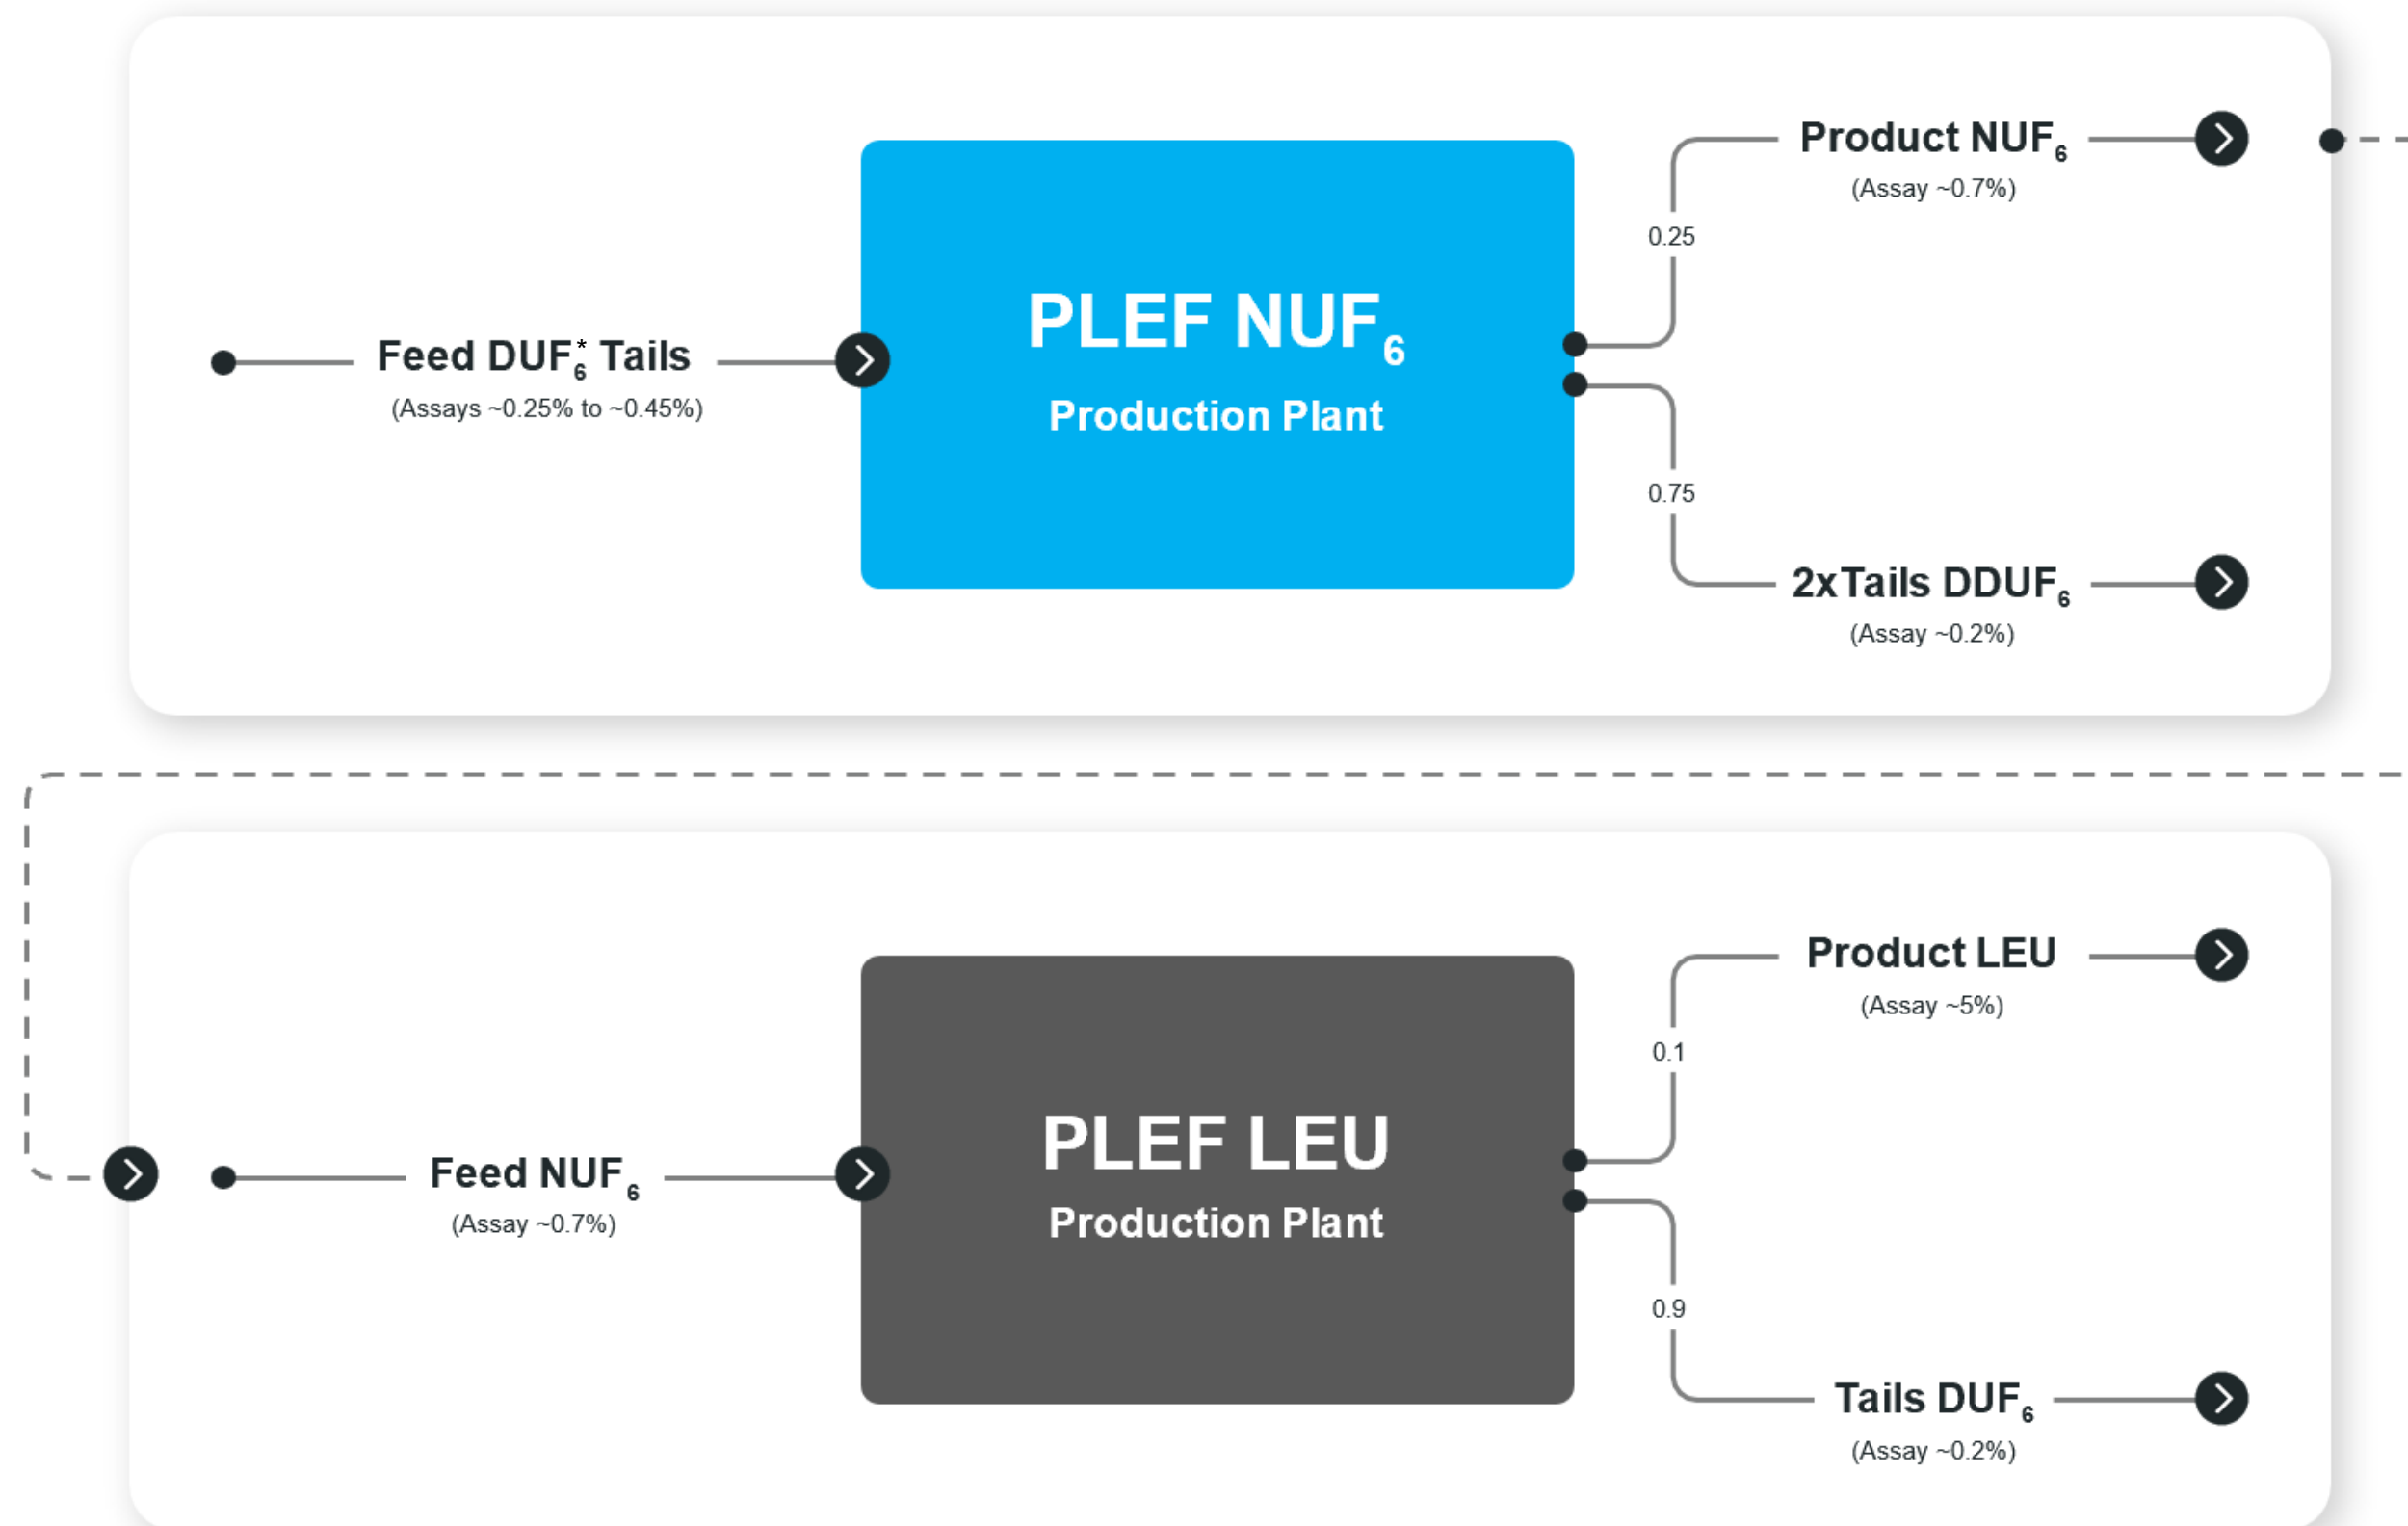 Product NUF₆
(Assay ~0.7%)
0.25
Feed DUF₆* Tails
(Assays ~0.25% to ~0.45%)
PLEF NUF₆
Production Plant
0.75
2xTails DDUF₆
(Assay ~0.2%)
Product LEU
(Assay ~5%)
0.1
Feed NUF₆
(Assay ~0.7%)
PLEF LEU
Production Plant
0.9
Tails DUF₆
(Assay ~0.2%)